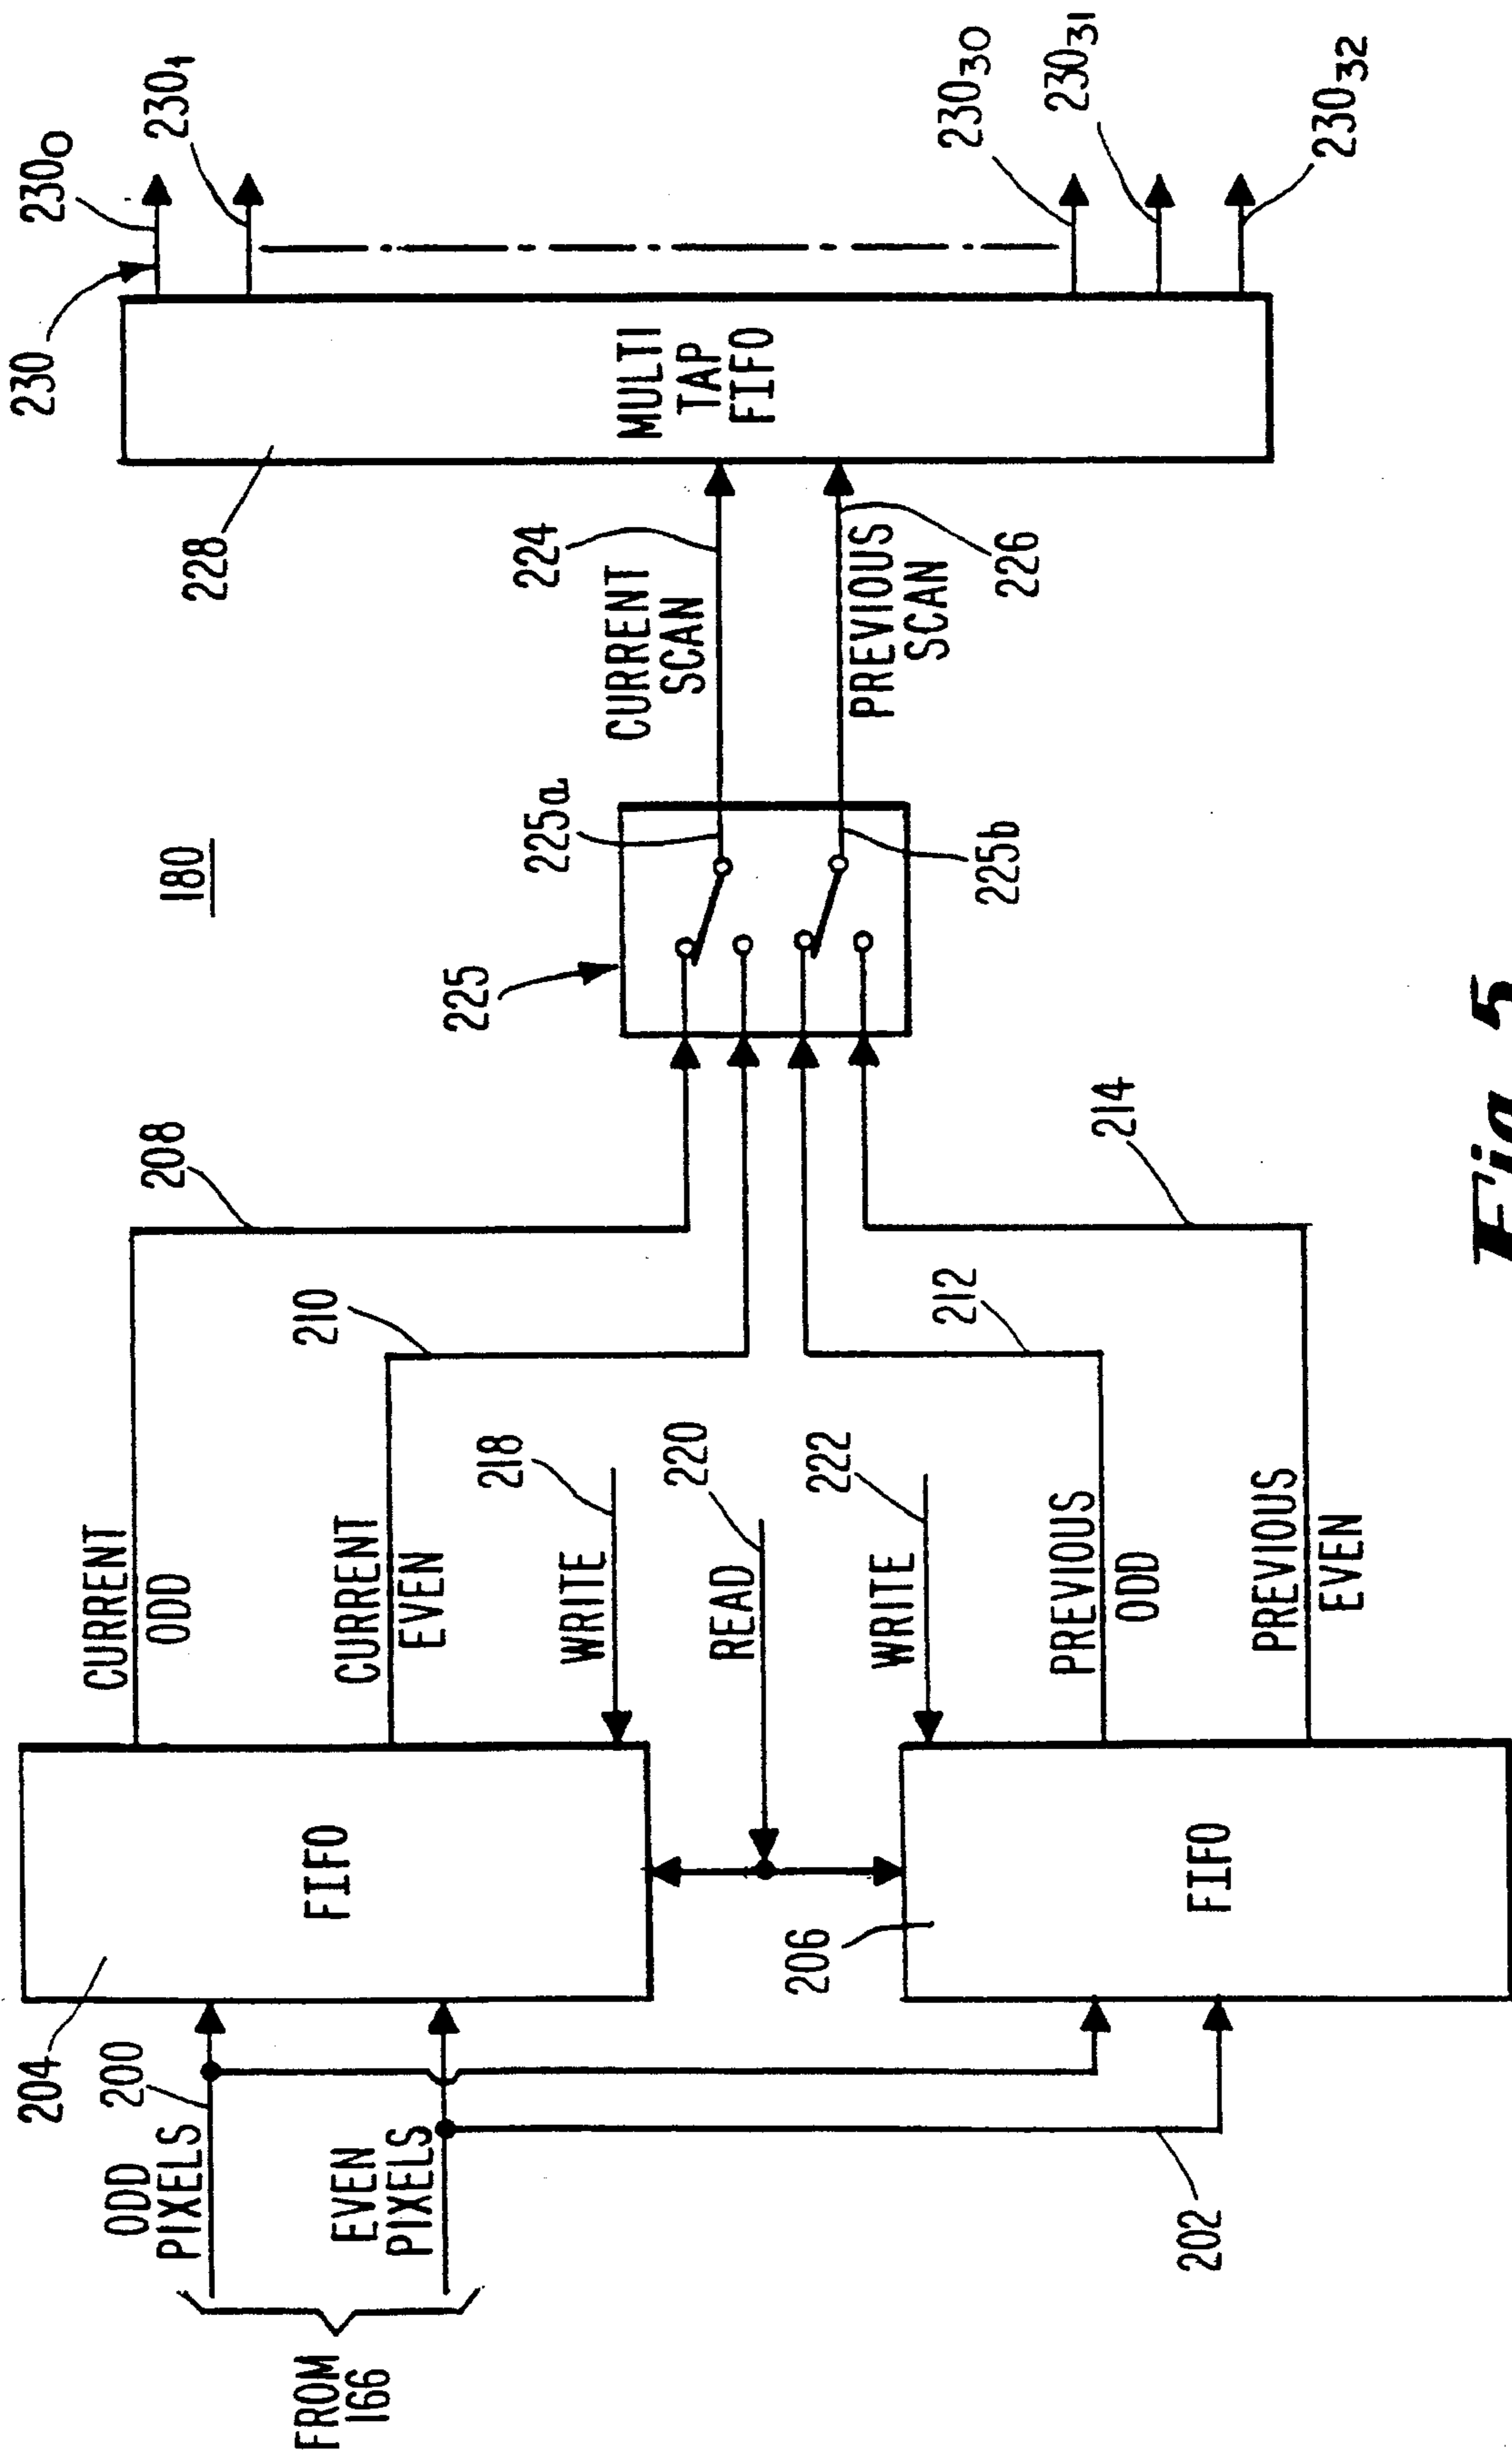 180
FROM
166
ODD
PIXELS
200
EVEN
PIXELS
202
204
FIFO
206
FIFO
CURRENT
ODD
208
CURRENT
EVEN
210
WRITE
218
READ
220
WRITE
222
PREVIOUS
ODD
212
PREVIOUS
EVEN
214
225
225a
225b
CURRENT
SCAN
224
PREVIOUS
SCAN
226
228
MULTI
TAP
FIFO
230
230₀
230₁
230₃₀
230₃₁
230₃₂
Fig. 5